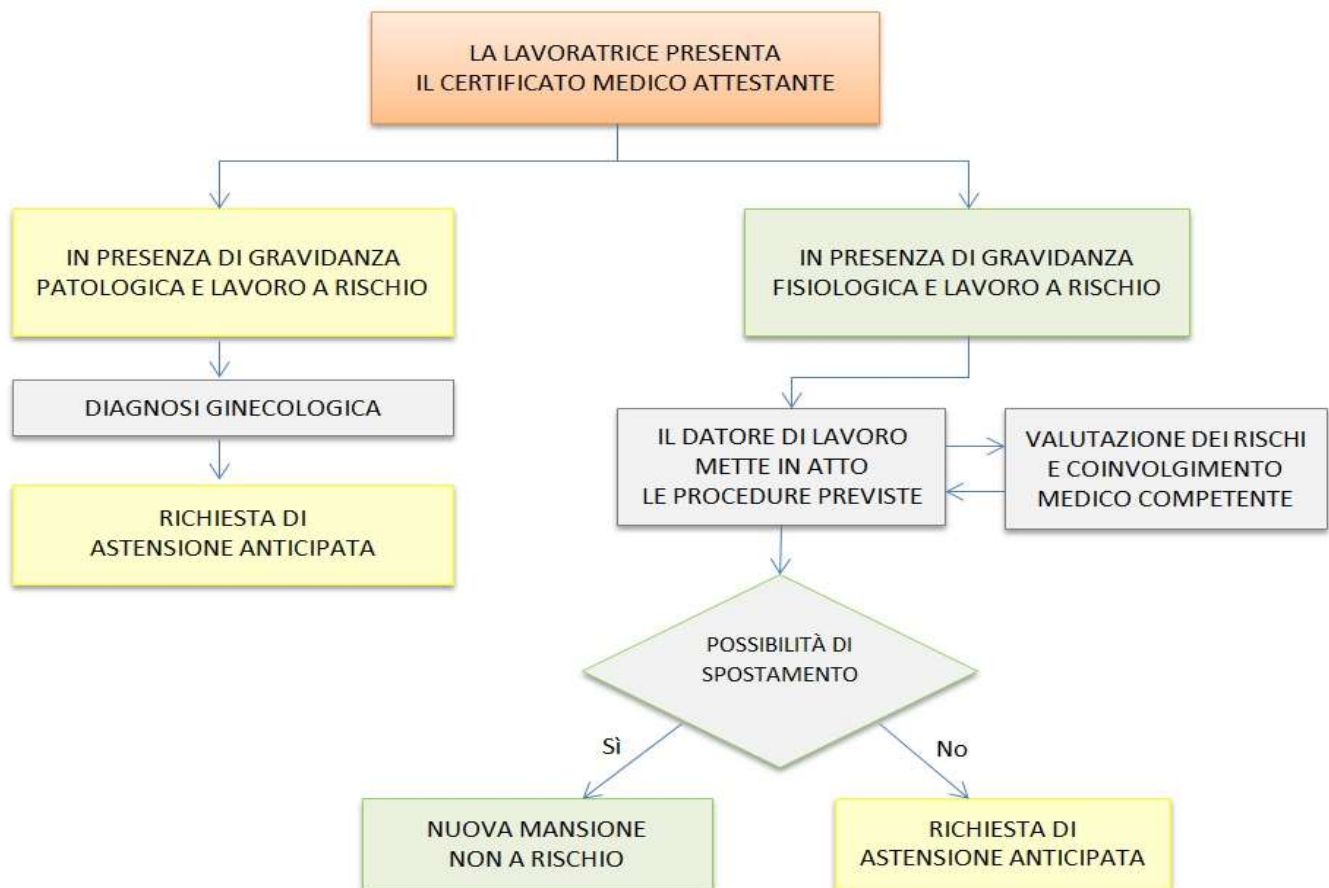 LA LAVORATRICE PRESENTA
IL CERTIFICATO MEDICO ATTESTANTE
IN PRESENZA DI GRAVIDANZA
PATOLOGICA E LAVORO A RISCHIO
IN PRESENZA DI GRAVIDANZA
FISIOLOGICA E LAVORO A RISCHIO
DIAGNOSI GINECOLOGICA
RICHIESTA DI
ASTENSIONE ANTICIPATA
IL DATORE DI LAVORO
METTE IN ATTO
LE PROCEDURE PREVISTE
VALUTAZIONE DEI RISCHI
E COINVOLGIMENTO
MEDICO COMPETENTE
POSSIBILITÀ DI
SPOSTAMENTO
Sì
No
NUOVA MANSIONE
NON A RISCHIO
RICHIESTA DI
ASTENSIONE ANTICIPATA